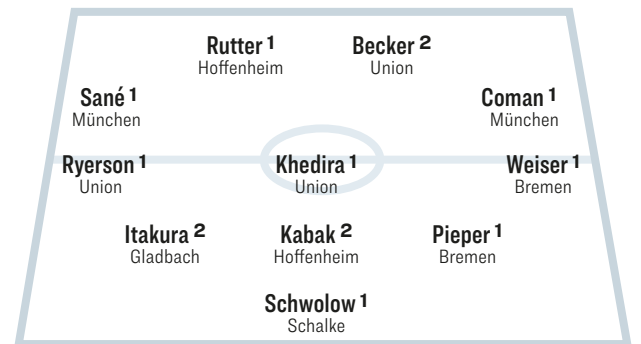 Rutter 1
Hoffenheim
Becker 2
Union
Sané 1
München
Coman 1
München
Ryerson 1
Union
Khedira 1
Union
Weiser 1
Bremen
Itakura 2
Gladbach
Kabak 2
Hoffenheim
Pieper 1
Bremen
Schwolow 1
Schalke